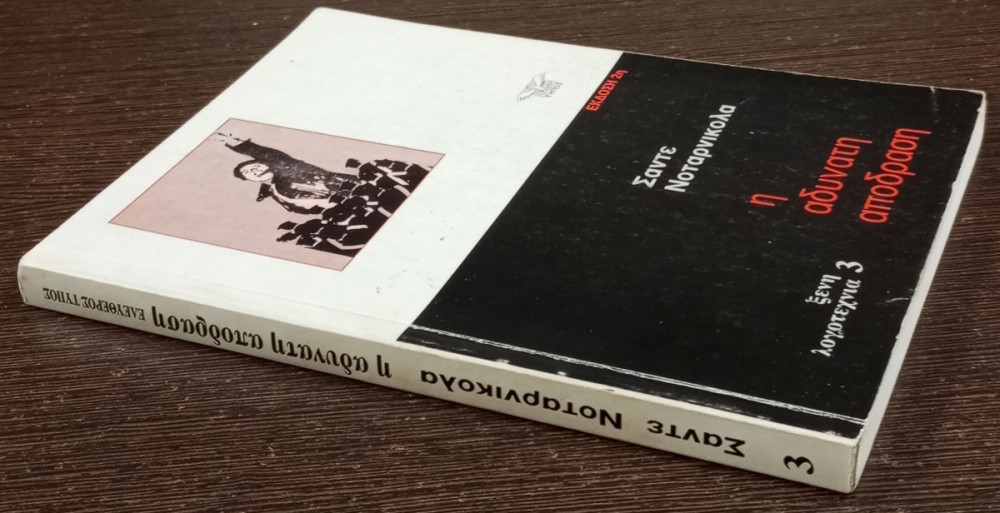 ξενη
λογοτεχνια 3
η
αδυνατη
αποδραση
Σαντε
Νοταρνικολα
ΕΚΔΟΣΗ 2η
3 Σαντε Νοταρνικολα η αδυνατη αποδραση ΕΛΕΥΘΕΡΟΣ ΤΥΠΟΣ